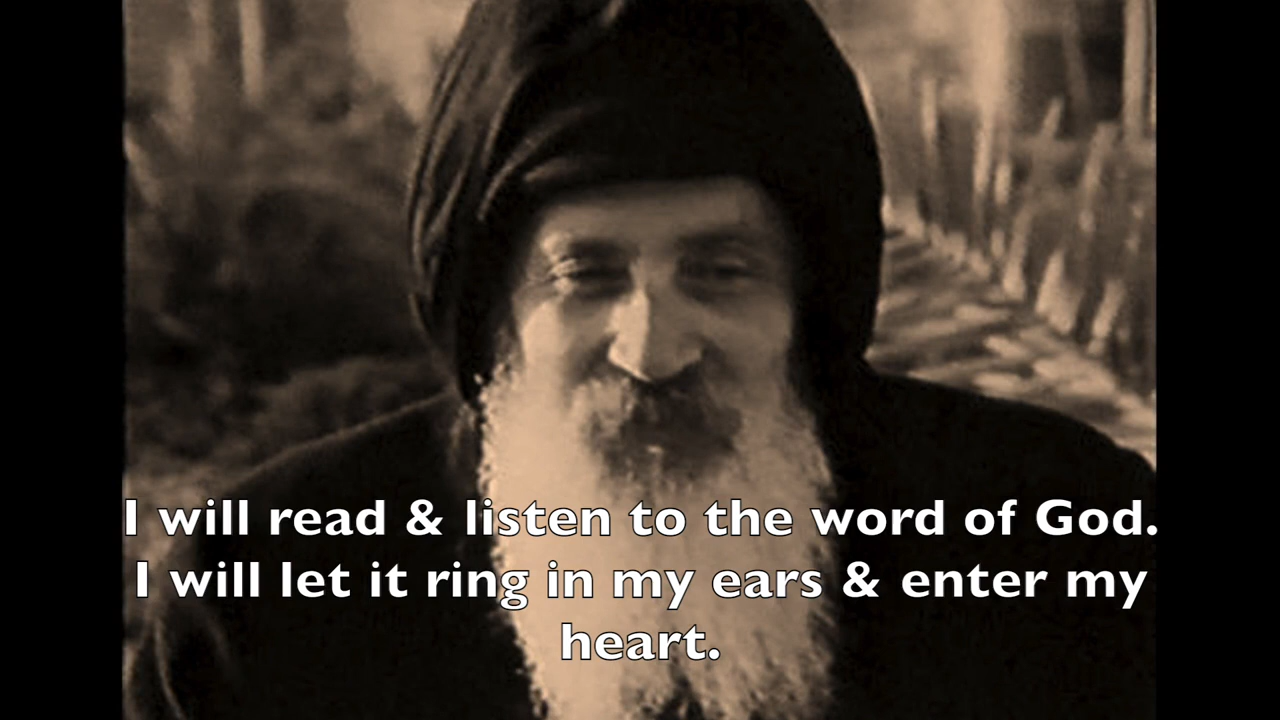 I will read & listen to the word of God.
I will let it ring in my ears & enter my
heart.